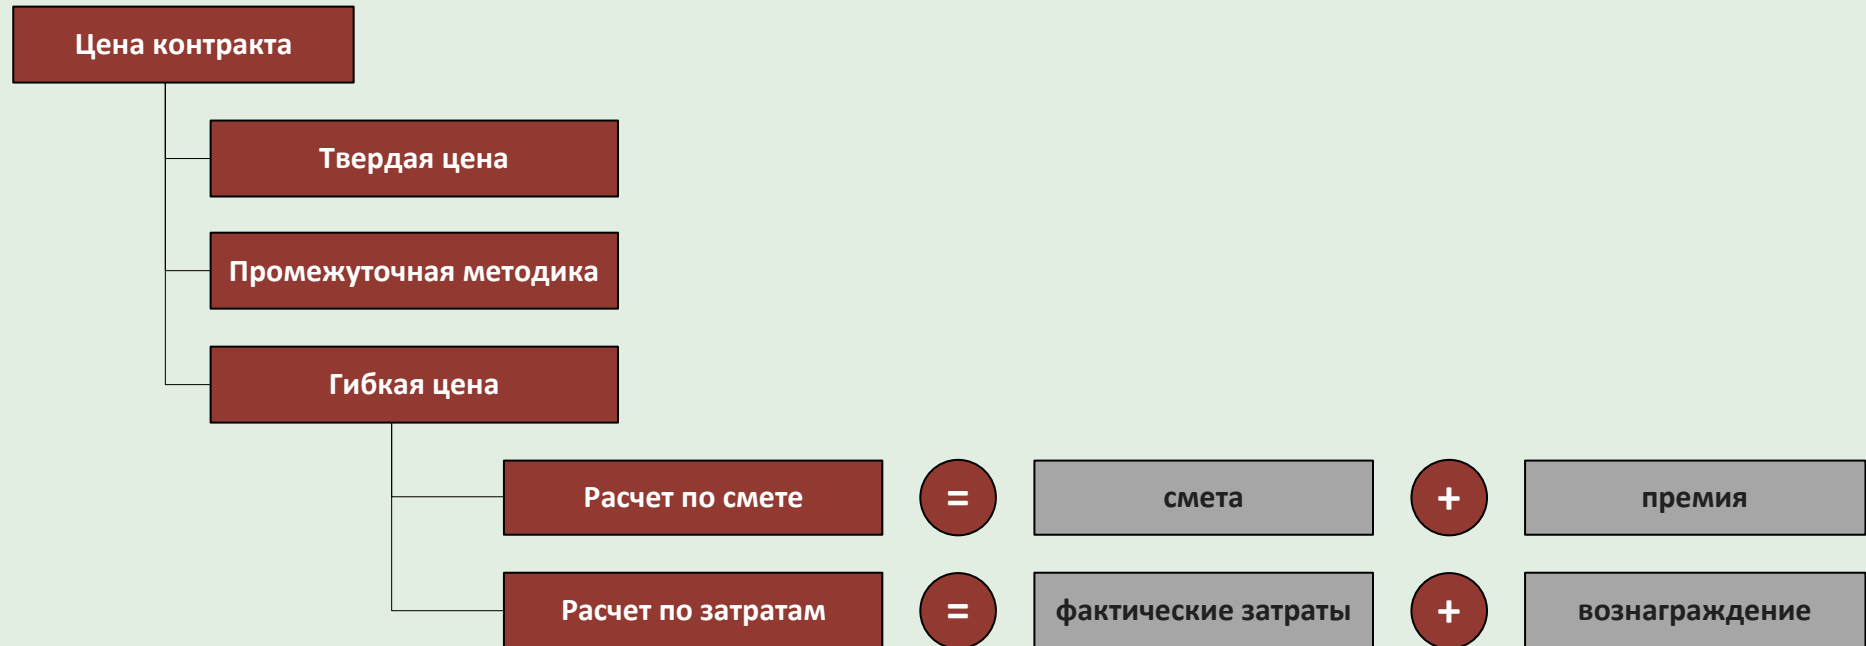 Цена контракта
Твердая цена
Промежуточная методика
Гибкая цена
Расчет по смете = смета + премия
Расчет по затратам = фактические затраты + вознаграждение